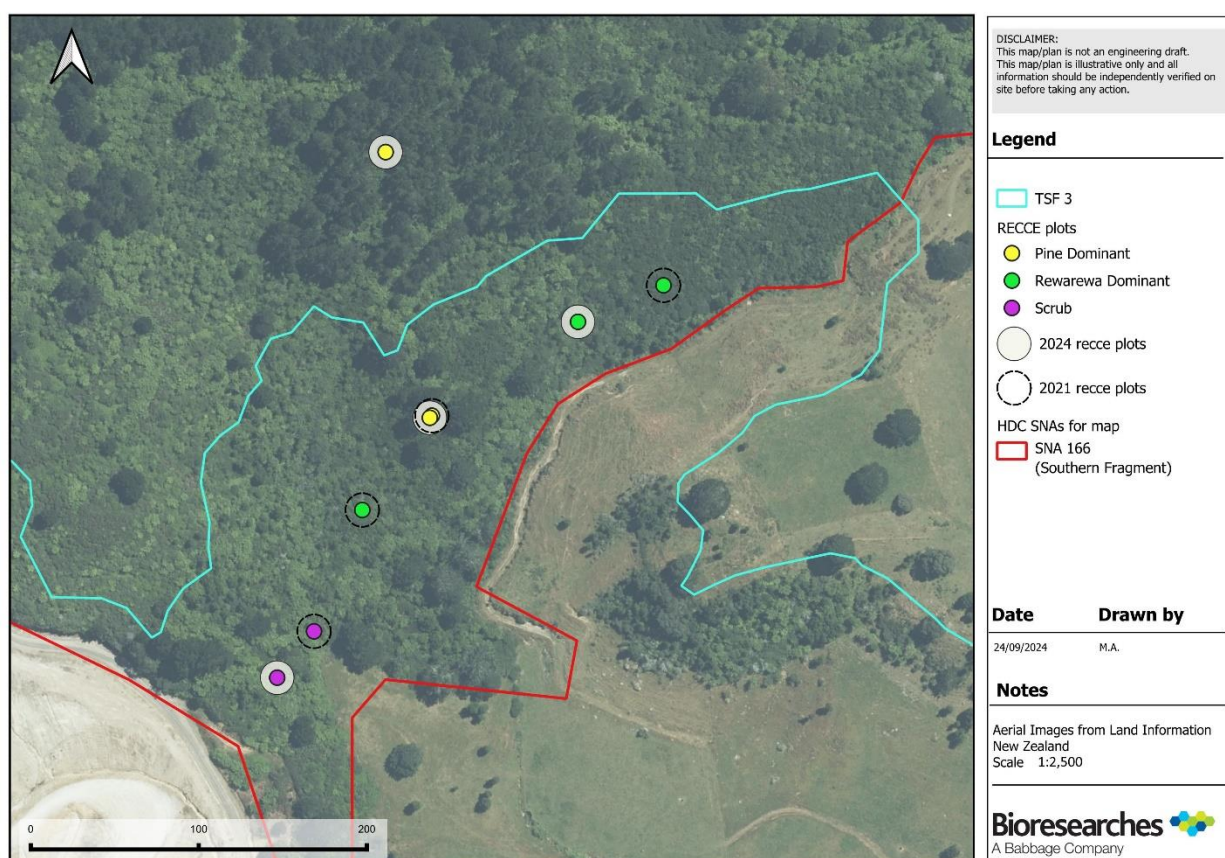 DISCLAIMER:
This map/plan is not an engineering draft.
This map/plan is illustrative only and all
information should be independently verified on
site before taking any action.
Legend
TSF 3
RECCE plots
Pine Dominant
Rewarewa Dominant
Scrub
2024 recce plots
2021 recce plots
HDC SNAs for map
SNA 166
(Southern Fragment)
Date Drawn by
24/09/2024 M.A.
Notes
Aerial Images from Land Information
New Zealand
Scale 1:2,500
Bioresearches
A Babbage Company
0 100 200